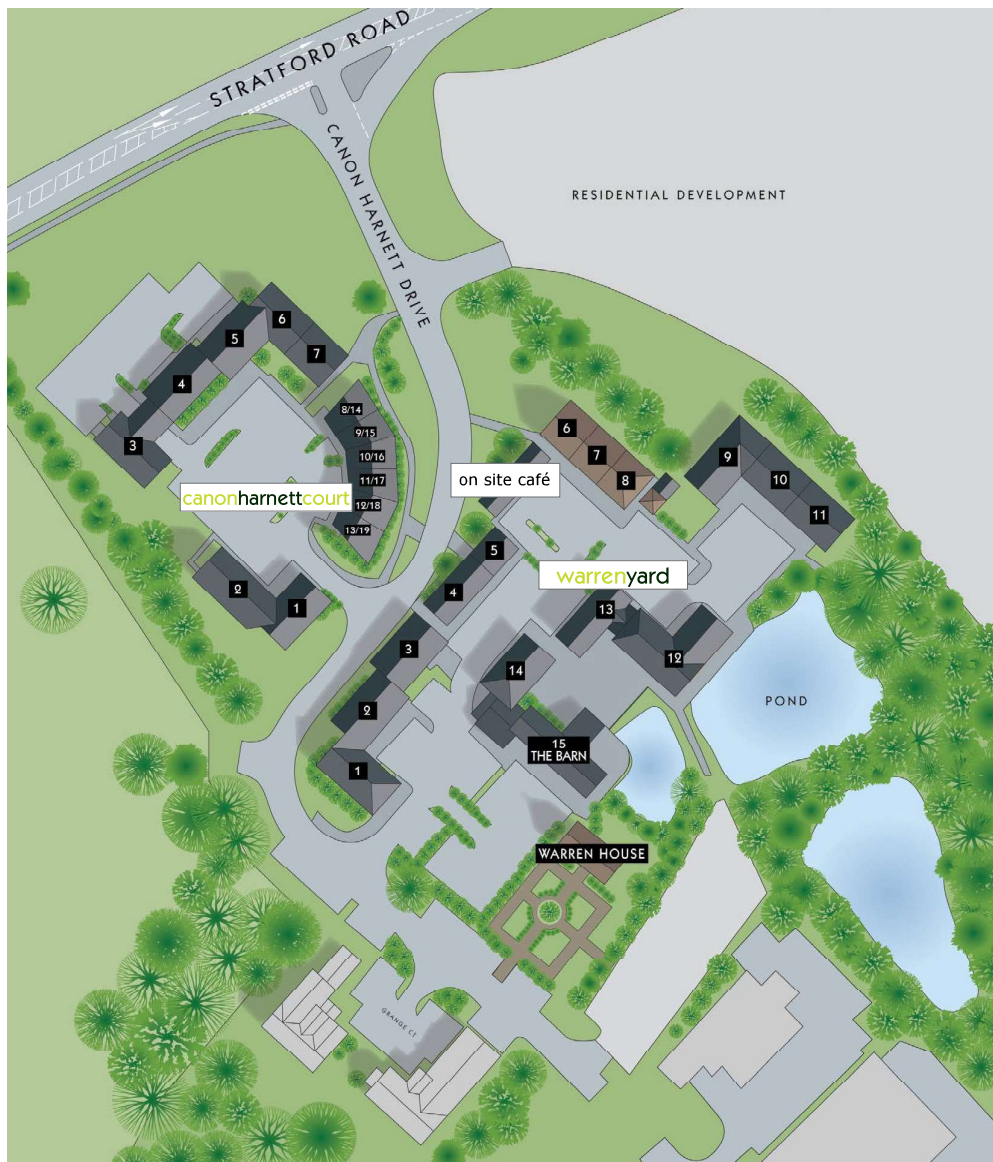 STRATFORD ROAD
CANON HARNETT DRIVE
RESIDENTIAL DEVELOPMENT
6
5
7
4
3
8/14
9/15
10/16
11/17
12/18
13/19
canonharnettcourt
2
1
on site café
6
7
8
9
10
11
warrenyard
5
4
3
2
1
13
12
14
15
THE BARN
POND
WARREN HOUSE
GRANGE CT